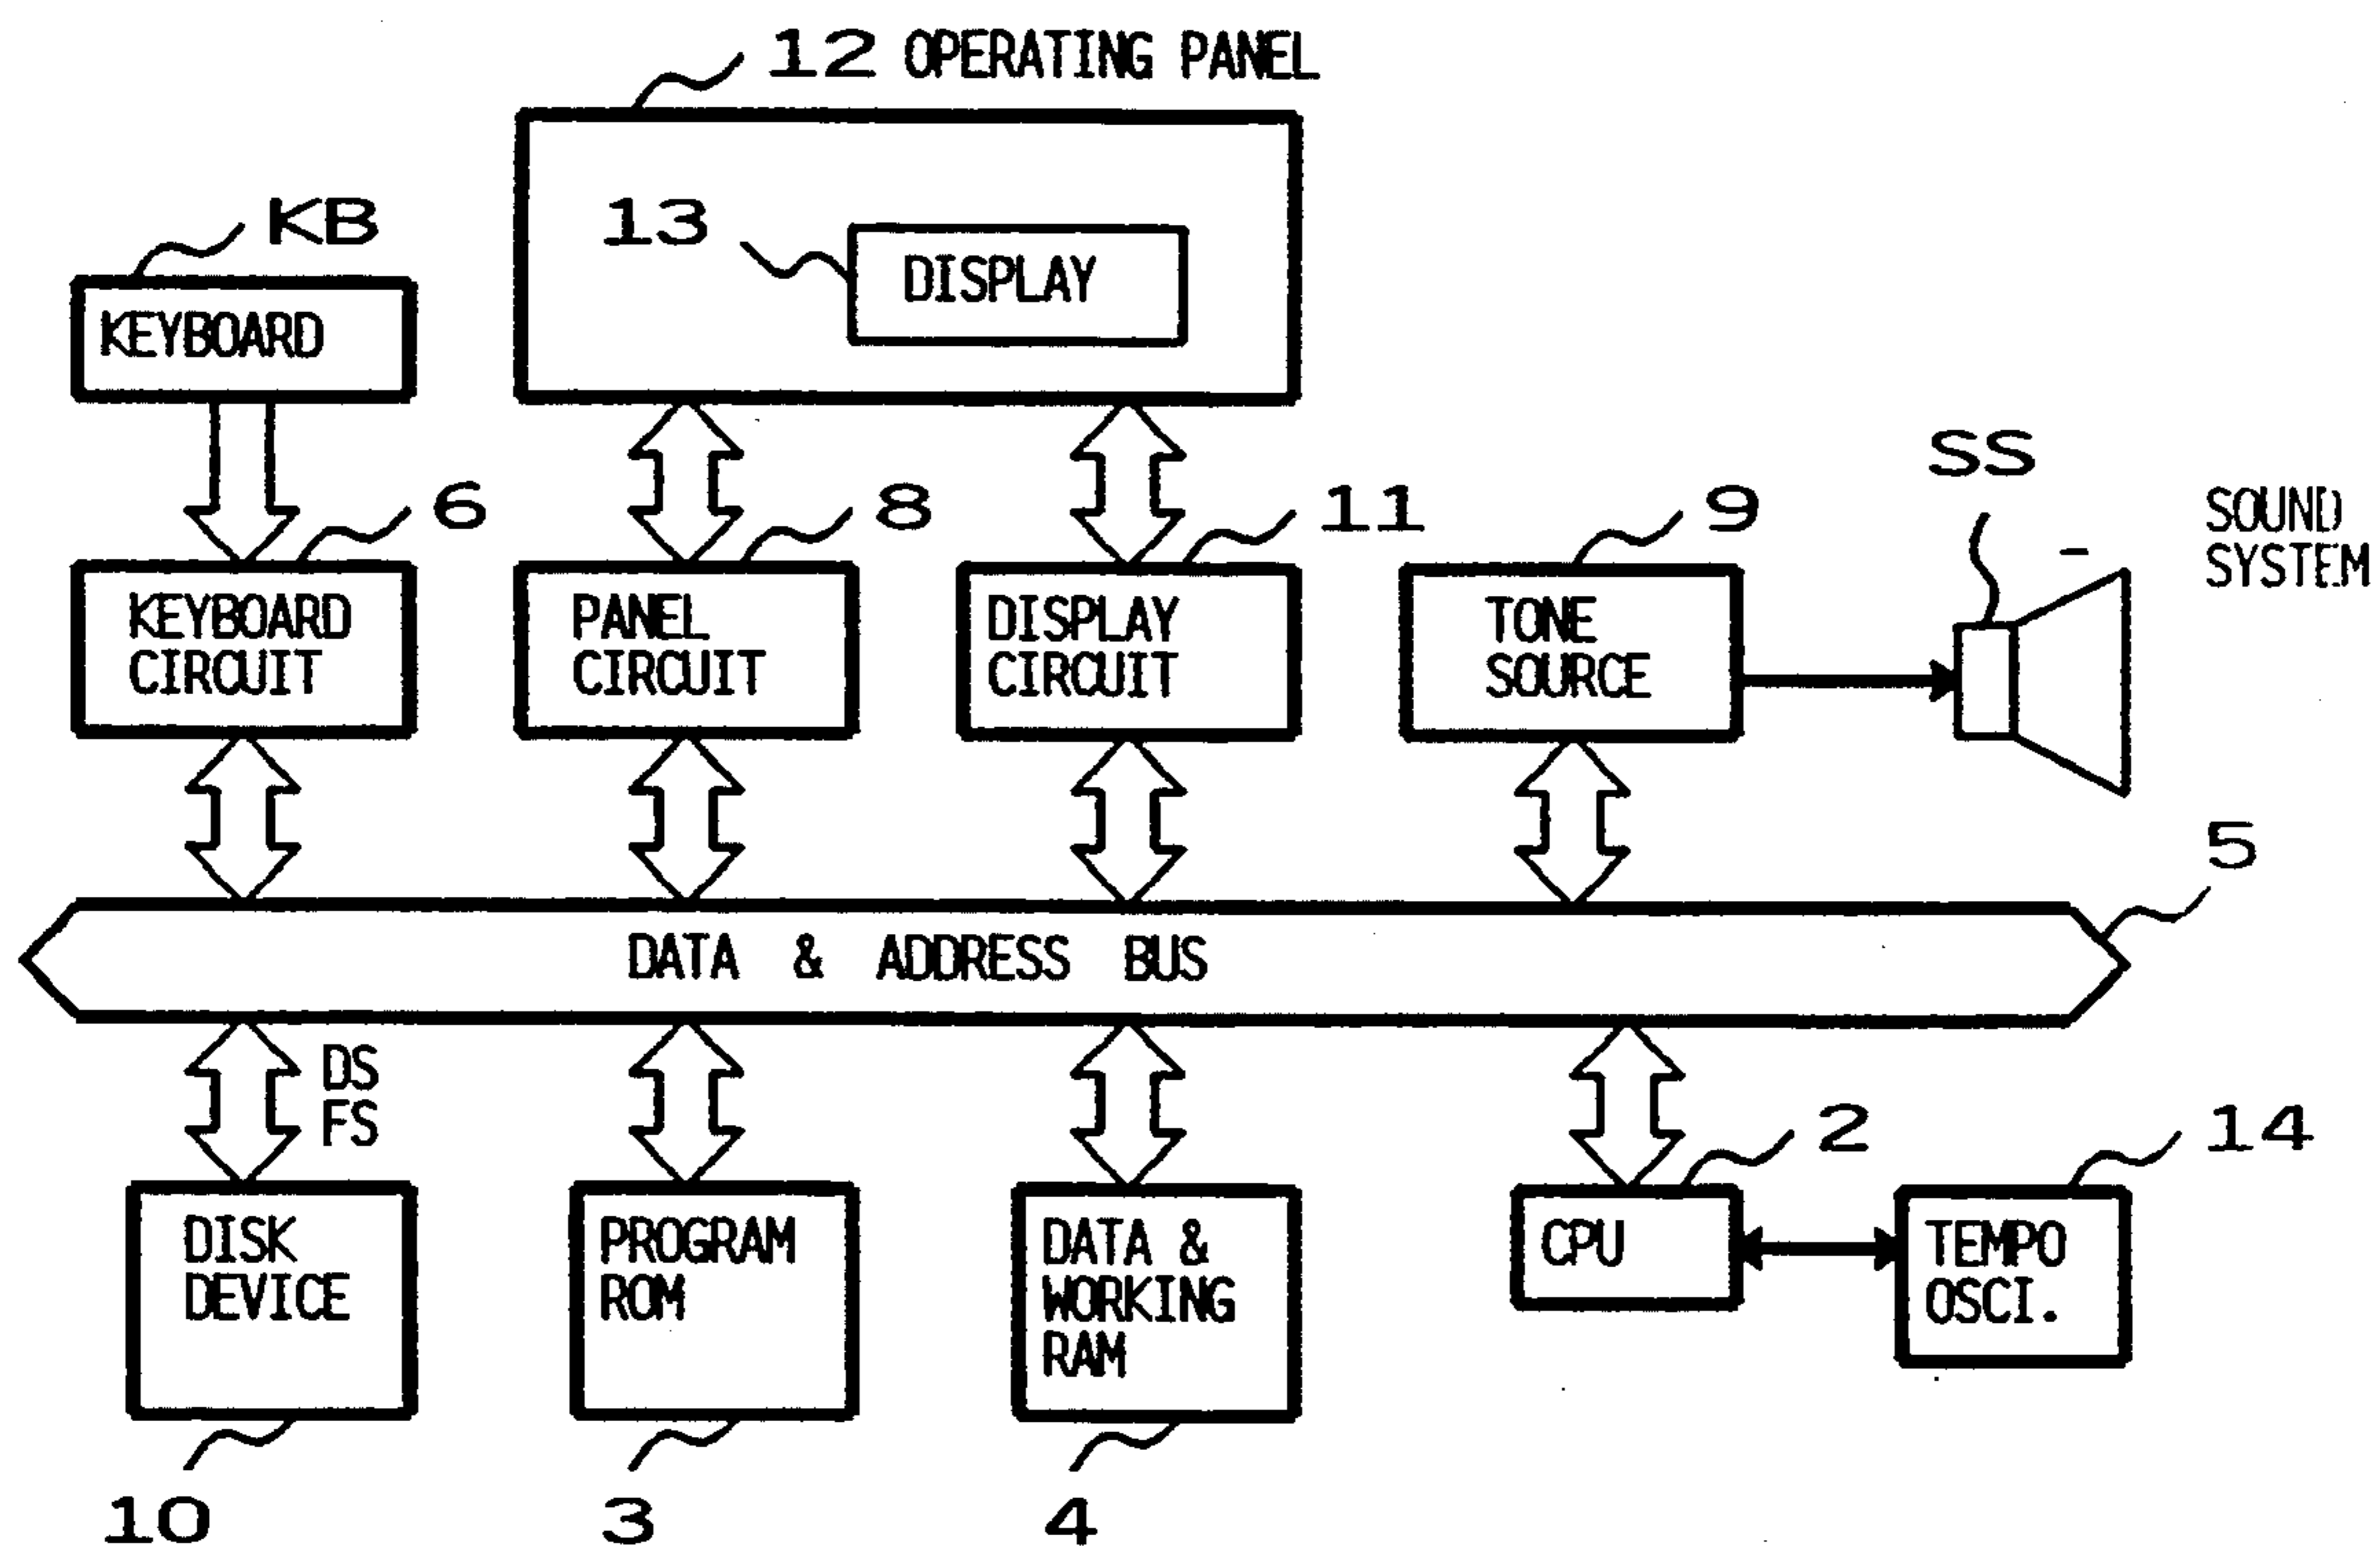 12 OPERATING PANEL
KB
13
DISPLAY
KEYBOARD
6
8
11
9
SS
SOUND
SYSTEM
KEYBOARD
CIRCUIT
PANEL
CIRCUIT
DISPLAY
CIRCUIT
TONE
SOURCE
5
DATA & ADDRESS BUS
DS
FS
2
14
DISK
DEVICE
PROGRAM
ROM
DATA &
WORKING
RAM
CPU
TEMPO
OSCI.
10
3
4